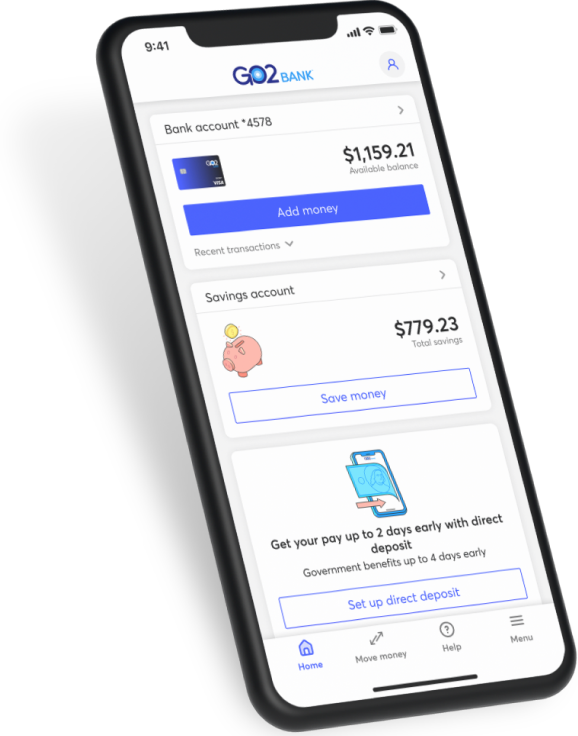 9:41
GO2 BANK
Bank account *4578
$1,159.21
Available balance
VISA
Add money
Recent transactions
Savings account
$779.23
Total savings
Save money
Get your pay up to 2 days early with direct
deposit
Government benefits up to 4 days early
Set up direct deposit
Home
Move money
Help
Menu